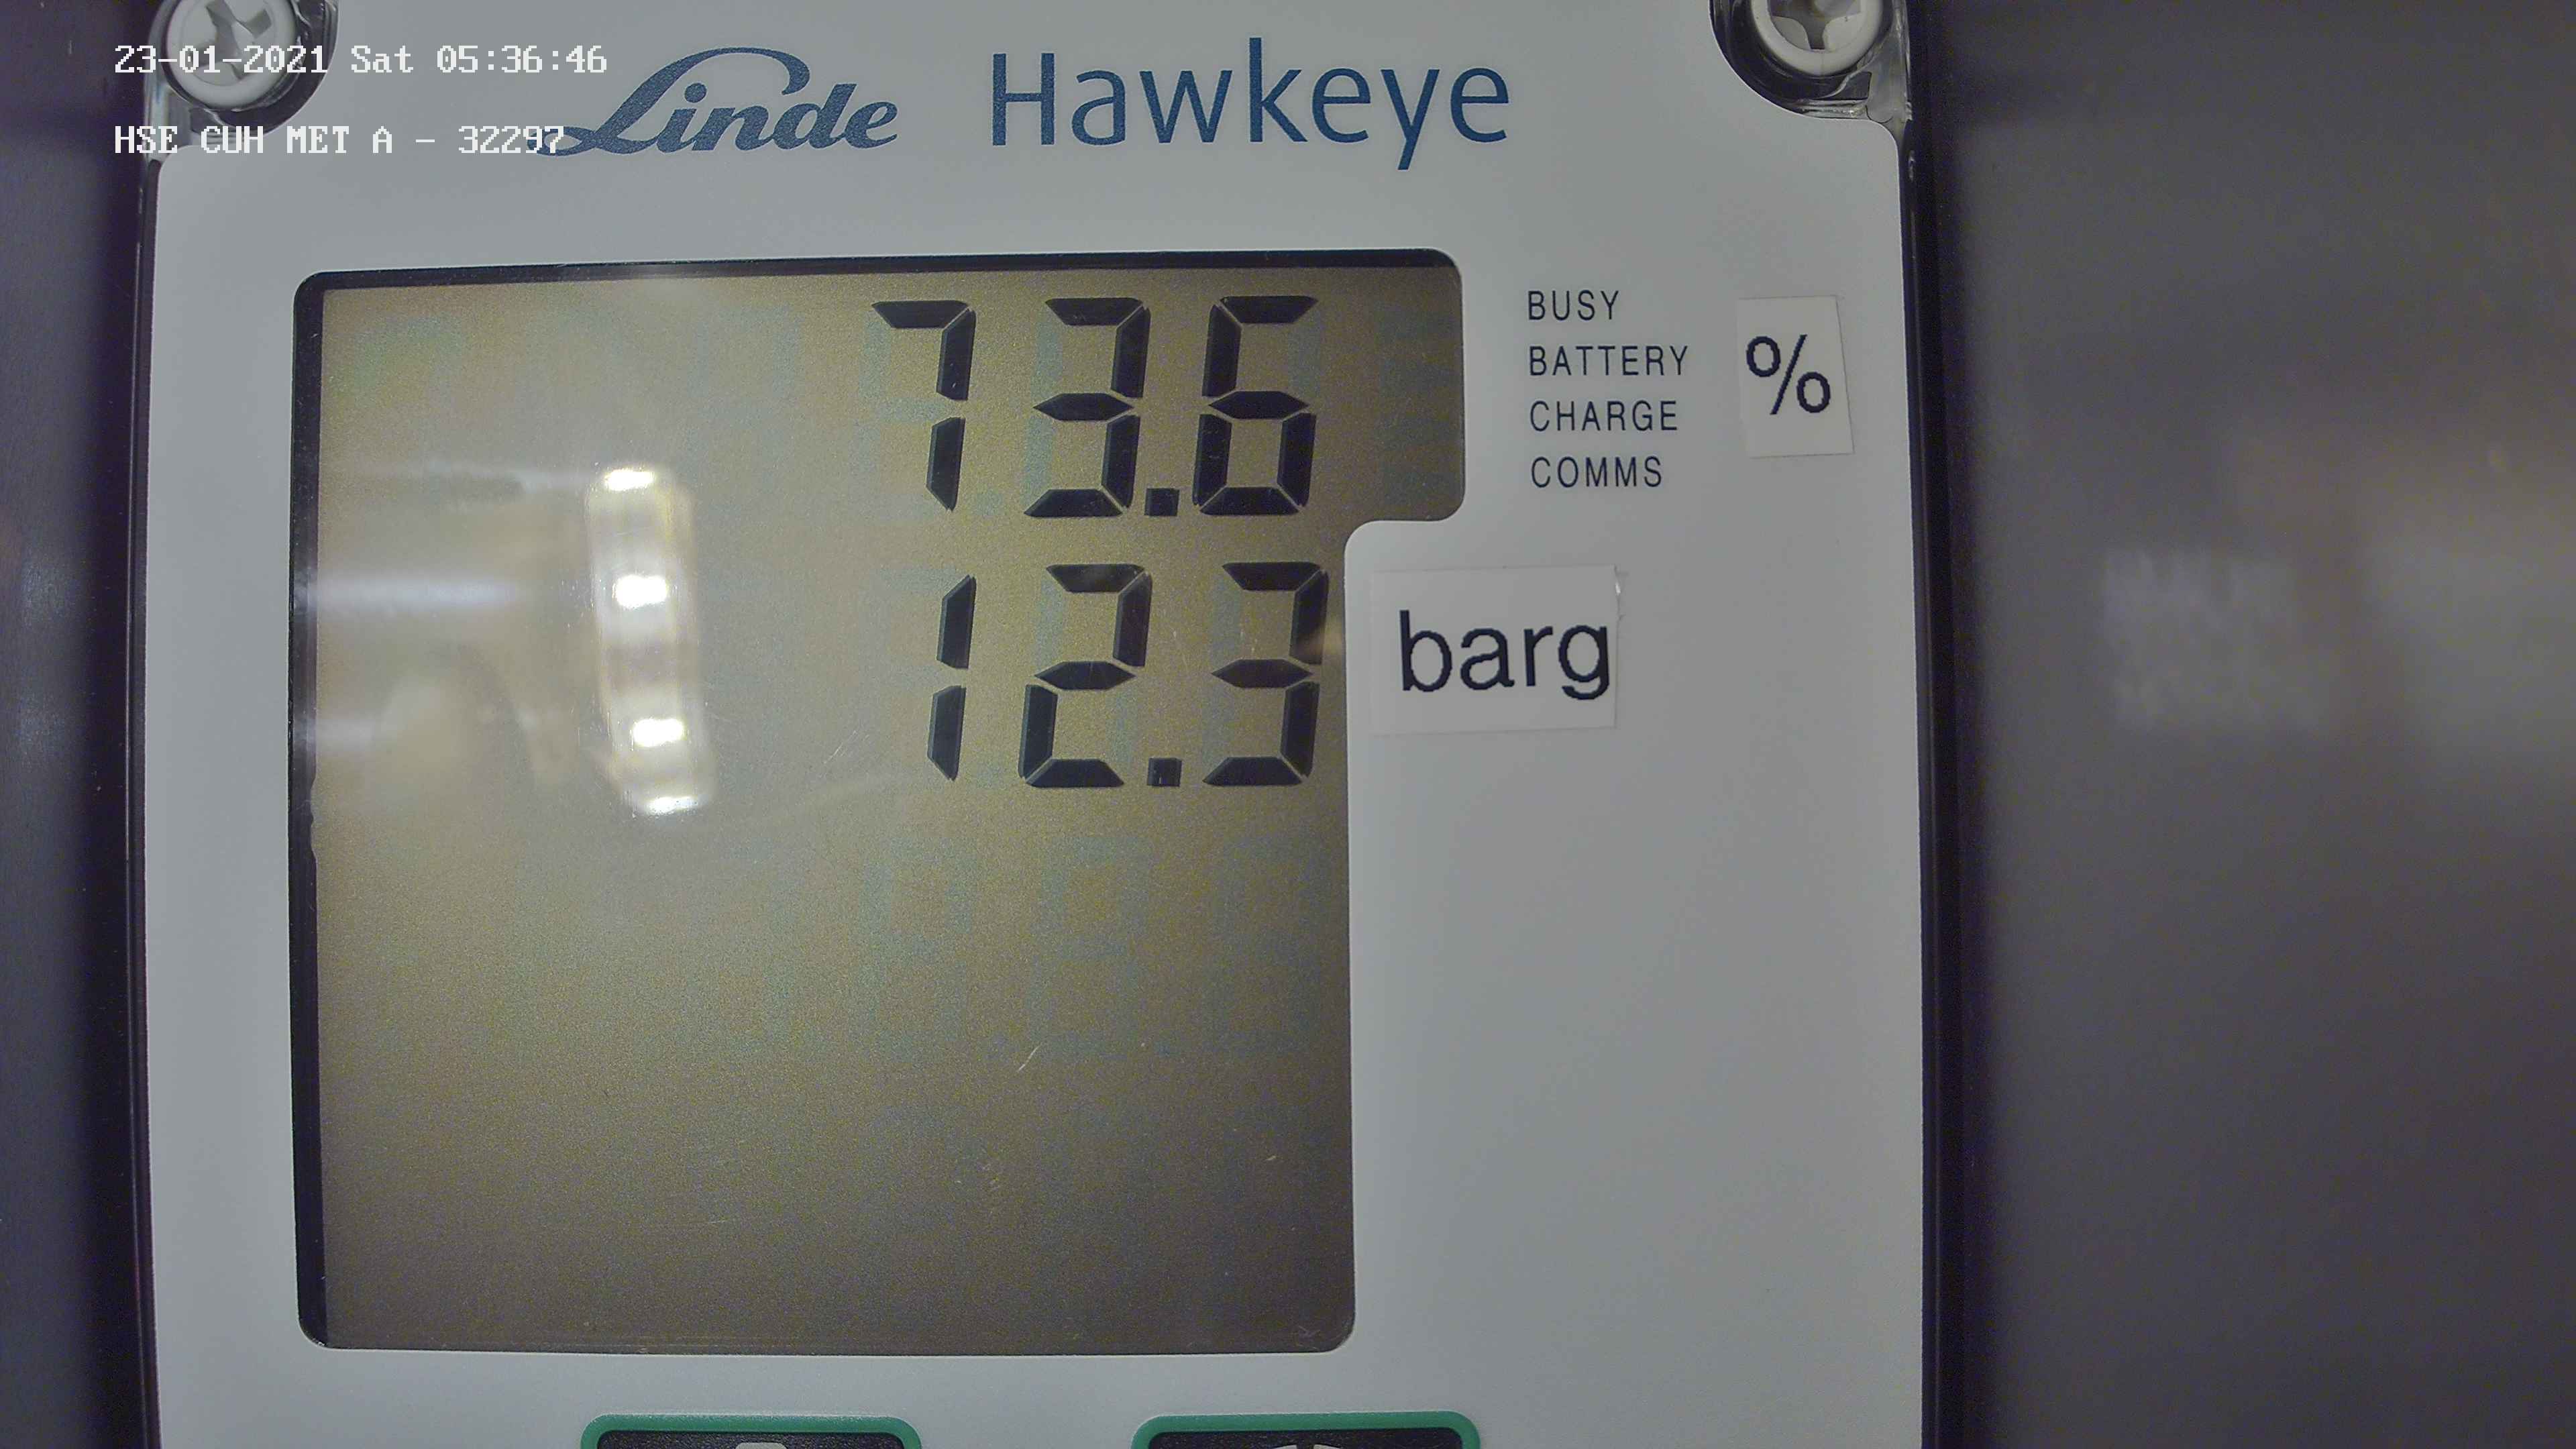 23-01-2021 Sat 05:36:46
HSE CUH MET A - 32297
Linde Hawkeye
73.6
BUSY
BATTERY
CHARGE
COMMS
%
12.3
barg